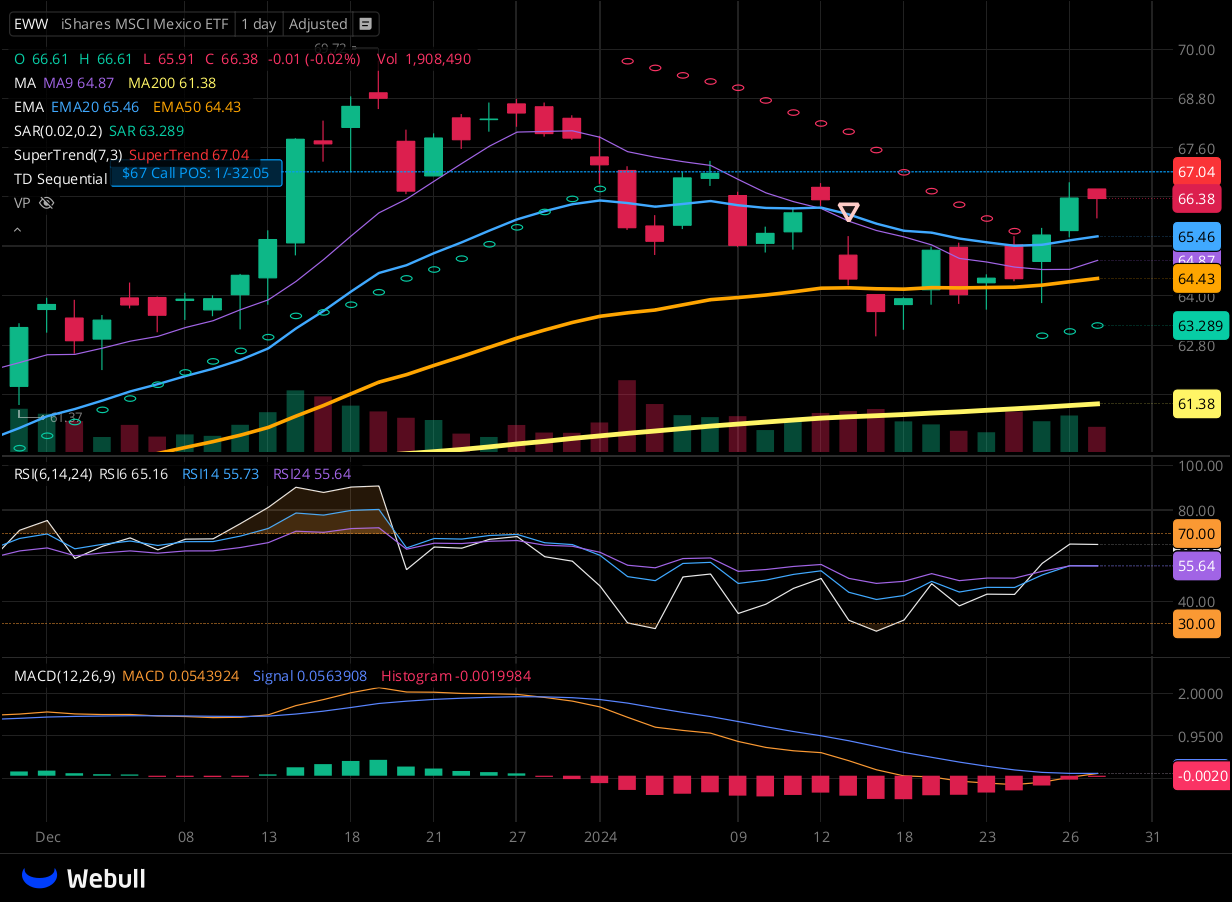 EWW iShares MSCI Mexico ETF 1 day Adjusted
O 66.61 H 66.61 L 65.91 C 66.38 -0.01 (-0.02%) Vol 1,908,490
MA MA9 64.87 MA200 61.38
EMA EMA20 65.46 EMA50 64.43
SAR(0.02,0.2) SAR 63.289
SuperTrend(7,3) SuperTrend 67.04
TD Sequential
$67 Call POS: 1/-32.05
VP
61.37
70.00
68.80
67.60
67.04
66.38
65.46
64.87
64.43
64.00
63.289
62.80
61.38
RSI(6,14,24) RSI6 65.16 RSI14 55.73 RSI24 55.64
100.00
80.00
70.00
55.64
40.00
30.00
MACD(12,26,9) MACD 0.0543924 Signal 0.0563908 Histogram -0.0019984
2.0000
0.9500
-0.0020
Dec 08 13 18 21 27 2024 09 12 18 23 26 31
Webull